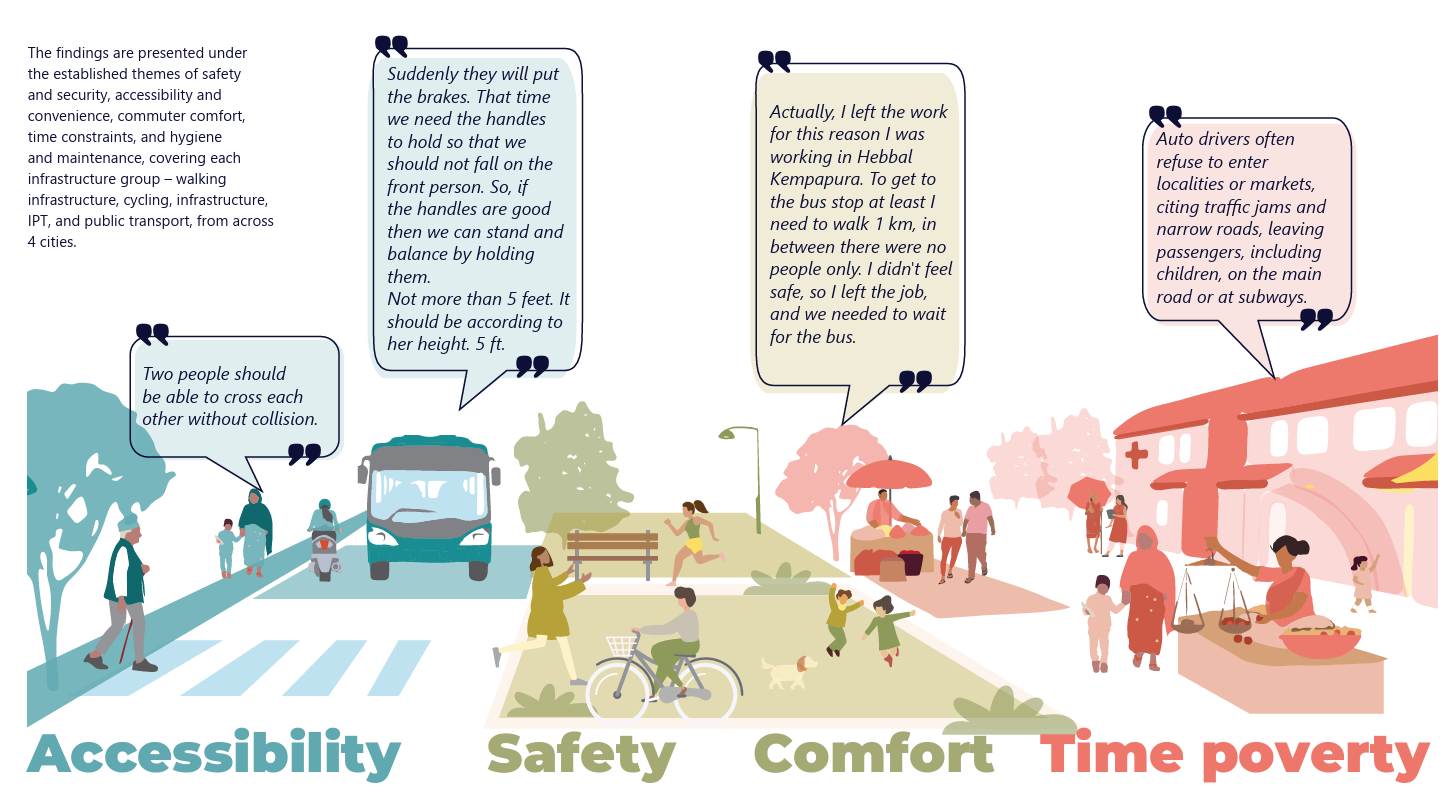 The findings are presented under
the established themes of safety
and security, accessibility and
convenience, commuter comfort,
time constraints, and hygiene
and maintenance, covering each
infrastructure group – walking
infrastructure, cycling, infrastructure,
IPT, and public transport, from across
4 cities.
Two people should
be able to cross each
other without collision.
Suddenly they will put
the brakes. That time
we need the handles
to hold so that we
should not fall on the
front person. So, if
the handles are good
then we can stand and
balance by holding
them.
Not more than 5 feet. It
should be according to
her height. 5 ft.
Actually, I left the work
for this reason I was
working in Hebbal
Kempapura. To get to
the bus stop at least I
need to walk 1 km, in
between there were no
people only. I didn't feel
safe, so I left the job,
and we needed to wait
for the bus.
Auto drivers often
refuse to enter
localities or markets,
citing traffic jams and
narrow roads, leaving
passengers, including
children, on the main
road or at subways.
Accessibility
Safety
Comfort
Time poverty